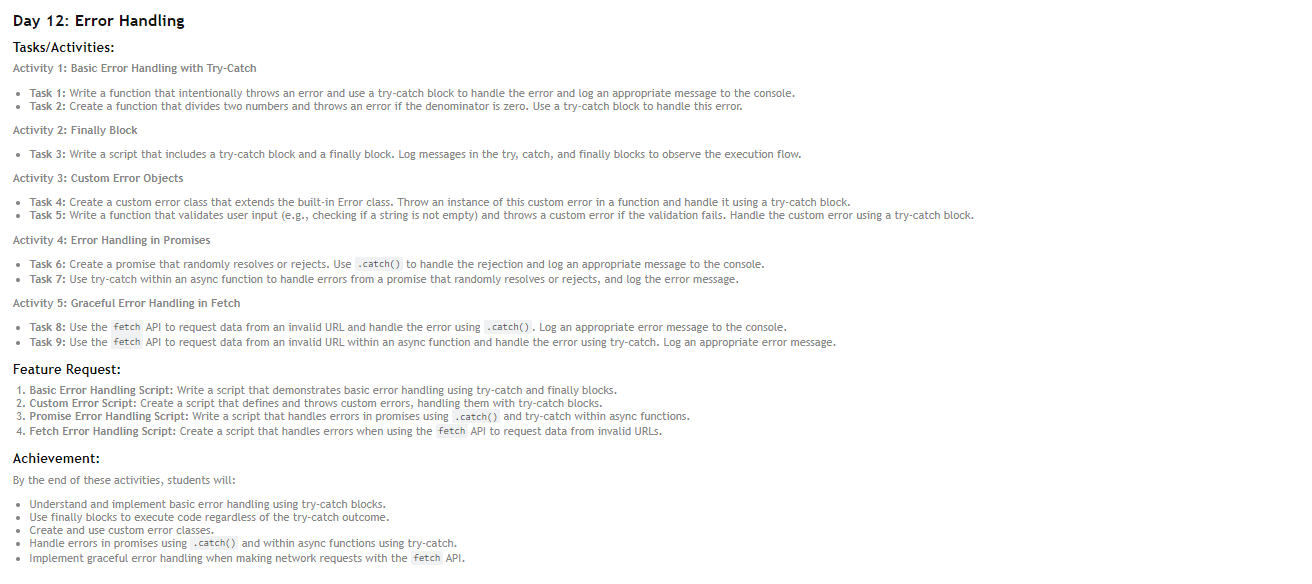 Day 12: Error Handling
Tasks/Activities:
Activity 1: Basic Error Handling with Try-Catch
• Task 1: Write a function that intentionally throws an error and use a try-catch block to handle the error and log an appropriate message to the console.
• Task 2: Create a function that divides two numbers and throws an error if the denominator is zero. Use a try-catch block to handle this error.
Activity 2: Finally Block
• Task 3: Write a script that includes a try-catch block and a finally block. Log messages in the try, catch, and finally blocks to observe the execution flow.
Activity 3: Custom Error Objects
• Task 4: Create a custom error class that extends the built-in Error class. Throw an instance of this custom error in a function and handle it using a try-catch block.
• Task 5: Write a function that validates user input (e.g., checking if a string is not empty) and throws a custom error if the validation fails. Handle the custom error using a try-catch block.
Activity 4: Error Handling in Promises
• Task 6: Create a promise that randomly resolves or rejects. Use .catch() to handle the rejection and log an appropriate message to the console.
• Task 7: Use try-catch within an async function to handle errors from a promise that randomly resolves or rejects, and log the error message.
Activity 5: Graceful Error Handling in Fetch
• Task 8: Use the fetch API to request data from an invalid URL and handle the error using .catch(). Log an appropriate error message to the console.
• Task 9: Use the fetch API to request data from an invalid URL within an async function and handle the error using try-catch. Log an appropriate error message.
Feature Request:
1. Basic Error Handling Script: Write a script that demonstrates basic error handling using try-catch and finally blocks.
2. Custom Error Script: Create a script that defines and throws custom errors, handling them with try-catch blocks.
3. Promise Error Handling Script: Write a script that handles errors in promises using .catch() and try-catch within async functions.
4. Fetch Error Handling Script: Create a script that handles errors when using the fetch API to request data from invalid URLs.
Achievement:
By the end of these activities, students will:
• Understand and implement basic error handling using try-catch blocks.
• Use finally blocks to execute code regardless of the try-catch outcome.
• Create and use custom error classes.
• Handle errors in promises using .catch() and within async functions using try-catch.
• Implement graceful error handling when making network requests with the fetch API.